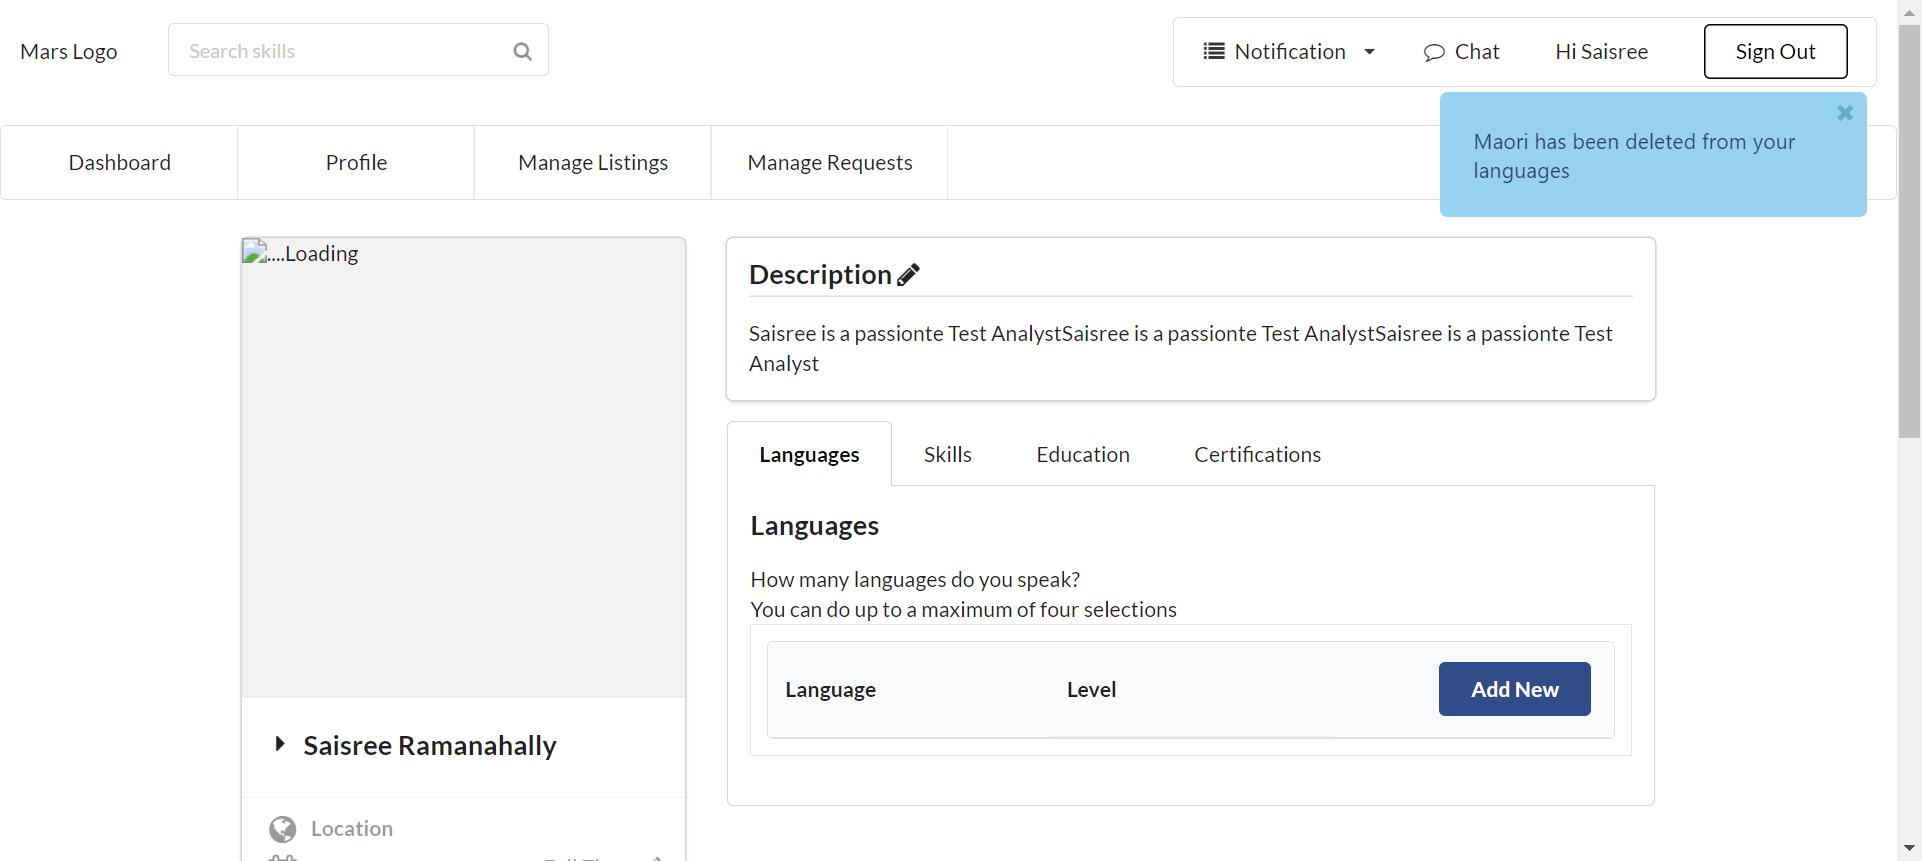 Mars Logo
Search skills
Notification
Chat
Hi Saisree
Sign Out
Maori has been deleted from your
languages
Dashboard
Profile
Manage Listings
Manage Requests
....Loading
Description
Saisree is a passionte Test AnalystSaisree is a passionte Test AnalystSaisree is a passionte Test
Analyst
Languages
Skills
Education
Certifications
Languages
How many languages do you speak?
You can do up to a maximum of four selections
Language
Level
Add New
Saisree Ramanahally
Location